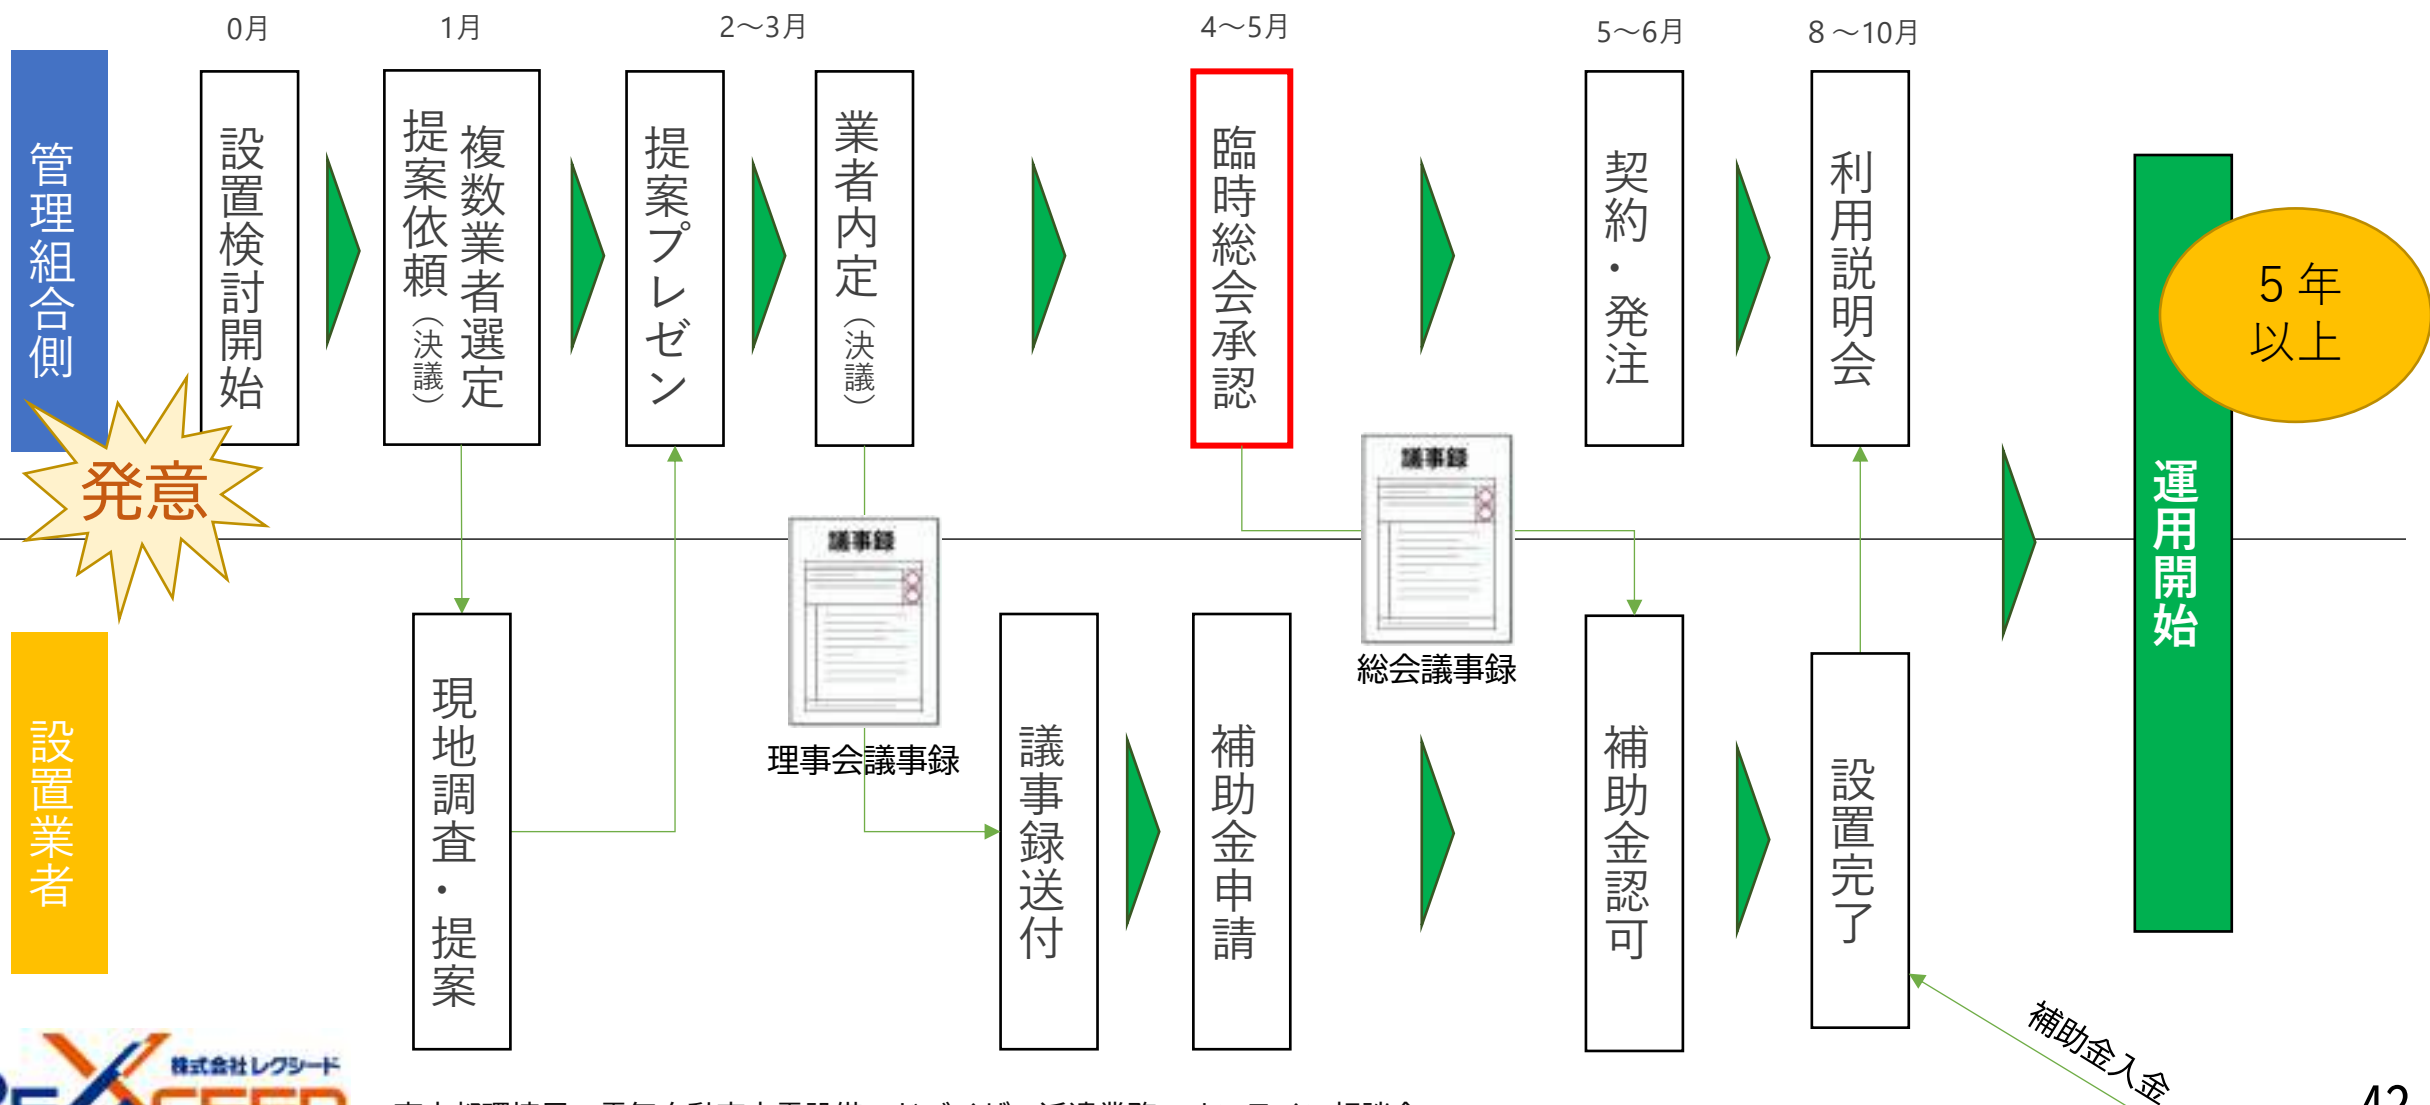 0月
1月
2～3月
4～5月
5～6月
8～10月
管理組合側
設置検討開始
複数業者選定
提案依頼（決議）
提案プレゼン
業者内定（決議）
臨時総会承認
契約・発注
利用説明会
5年
以上
発意
運用開始
議事録
理事会議事録
議事録
総会議事録
設置業者
現地調査・提案
議事録送付
補助金申請
補助金認可
設置完了
補助金入金
株式会社レクシード